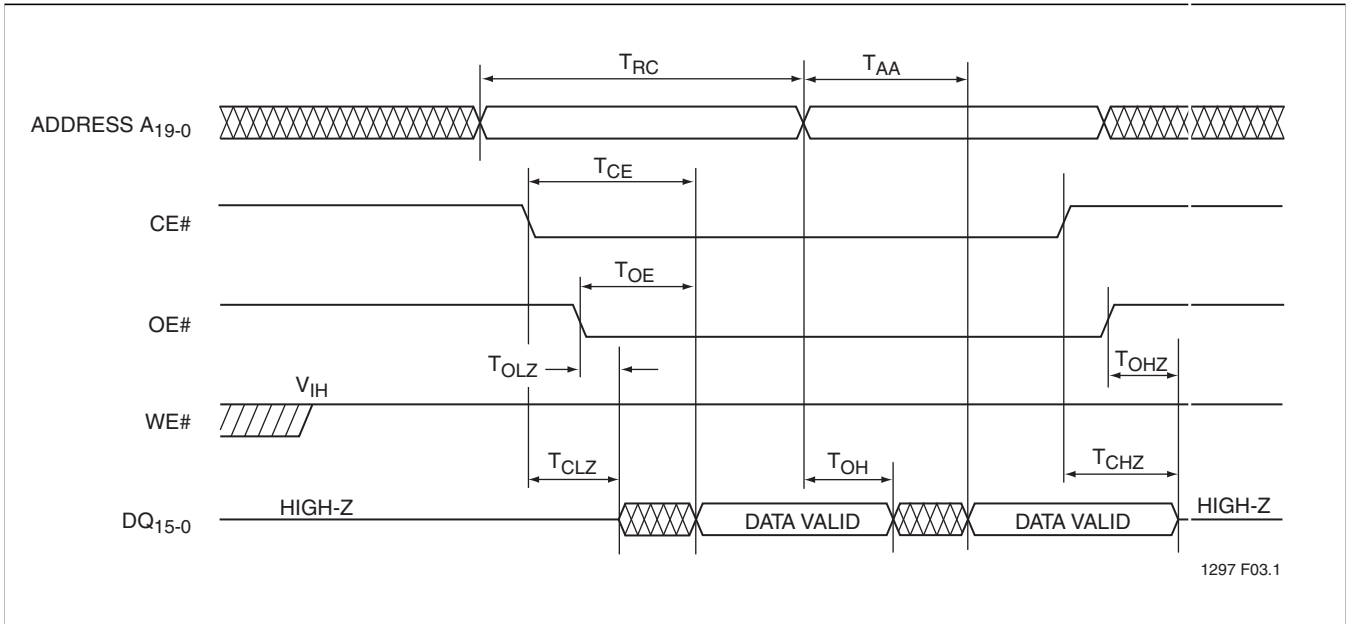 TRC
TAA
ADDRESS A19-0
TCE
CE#
TOE
OE#
TOLZ
TOHZ
VIH
WE#
TCLZ
TOH
TCHZ
HIGH-Z
DATA VALID
DATA VALID
HIGH-Z
DQ15-0
1297 F03.1